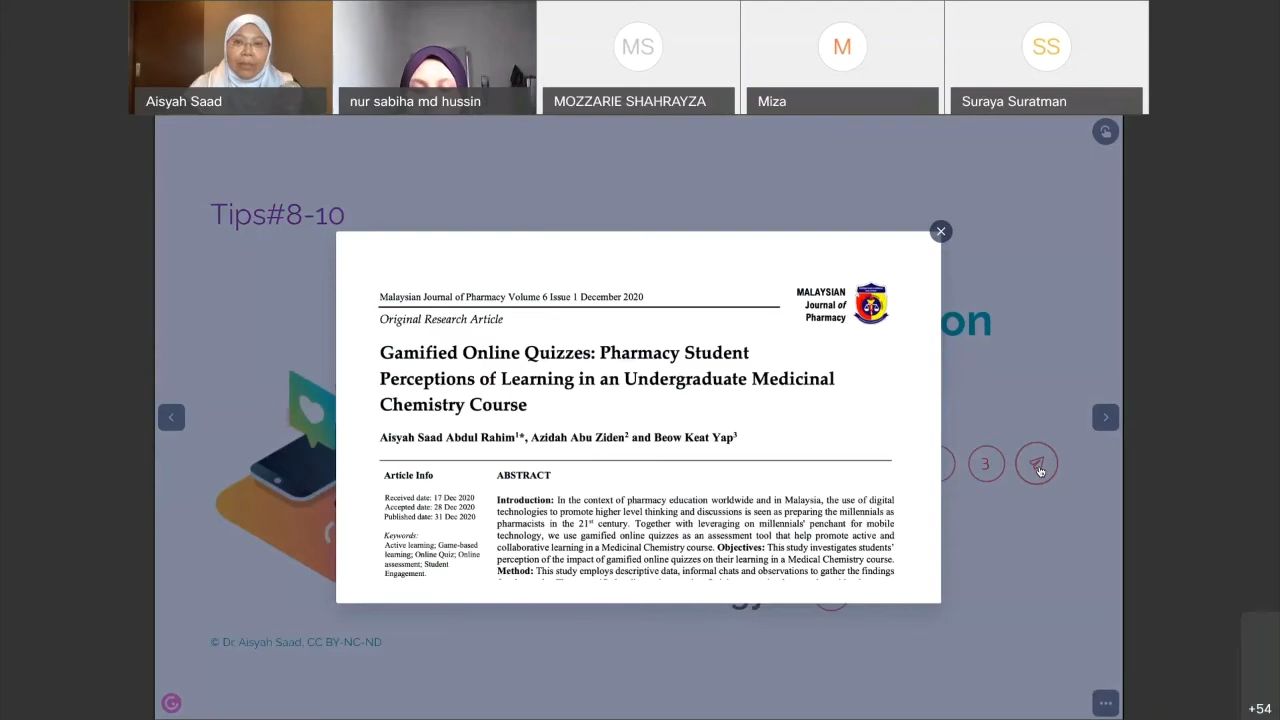 MS
M
SS
Aisyah Saad
nur sabiha md hussin
MOZZARIE SHAHRAYZA
Miza
Suraya Suratman
Tips#8-10
on
3
Malaysian Journal of Pharmacy Volume 6 Issue 1 December 2020
MALAYSIAN
Journal of
Pharmacy
Original Research Article
Gamified Online Quizzes: Pharmacy Student
Perceptions of Learning in an Undergraduate Medicinal
Chemistry Course
Aisyah Saad Abdul Rahim¹*, Azidah Abu Ziden² and Beow Keat Yap³
Article Info
Received date: 17 Dec 2020
Accepted date: 28 Dec 2020
Published date: 31 Dec 2020
Keywords:
Active learning; Game-based
learning; Online Quiz; Online
assessment; Student
Engagement.
ABSTRACT
Introduction: In the context of pharmacy education worldwide and in Malaysia, the use of digital
technologies to promote higher level thinking and discussions is seen as preparing the millennials as
pharmacists in the 21st century. Together with leveraging on millennials' penchant for mobile
technology, we use gamified online quizzes as an assessment tool that help promote active and
collaborative learning in a Medicinal Chemistry course. Objectives: This study investigates students'
perception of the impact of gamified online quizzes on their learning in a Medical Chemistry course.
Method: This study employs descriptive data, informal chats and observations to gather the findings
© Dr. Aisyah Saad, CC BY-NC-ND
+54